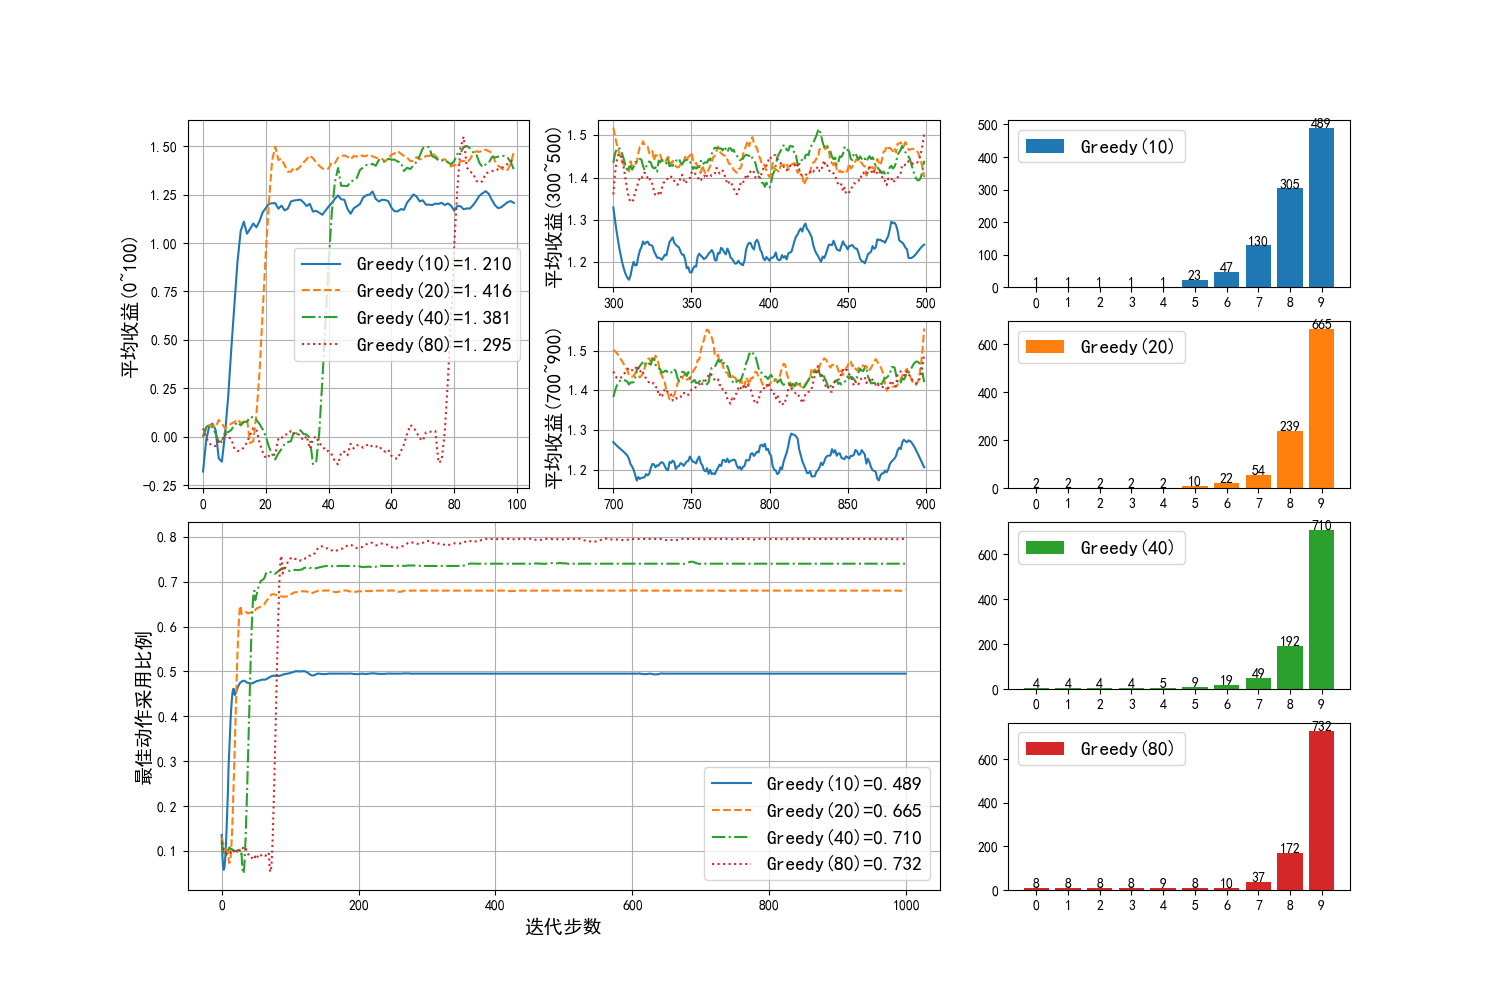 平均收益(0~100)
1.50
1.25
1.00
0.75
0.50
0.25
0.00
−0.25
0 20 40 60 80 100
Greedy(10)=1.210
Greedy(20)=1.416
Greedy(40)=1.381
Greedy(80)=1.295
平均收益(300~500)
1.5
1.4
1.3
1.2
300 350 400 450 500
平均收益(700~900)
1.5
1.4
1.3
1.2
700 750 800 850 900
最佳动作采用比例
0.8
0.7
0.6
0.5
0.4
0.3
0.2
0.1
0 200 400 600 800 1000
迭代步数
Greedy(10)=0.489
Greedy(20)=0.665
Greedy(40)=0.710
Greedy(80)=0.732
Greedy(10)
500
400
300
200
100
0
1 1 1 1 1 23 47 130 305 489
0 1 2 3 4 5 6 7 8 9
Greedy(20)
600
400
200
0
2 2 2 2 2 10 22 54 239 665
0 1 2 3 4 5 6 7 8 9
Greedy(40)
600
400
200
0
4 4 4 4 5 9 19 49 192 710
0 1 2 3 4 5 6 7 8 9
Greedy(80)
600
400
200
0
8 8 8 8 9 8 10 37 172 732
0 1 2 3 4 5 6 7 8 9